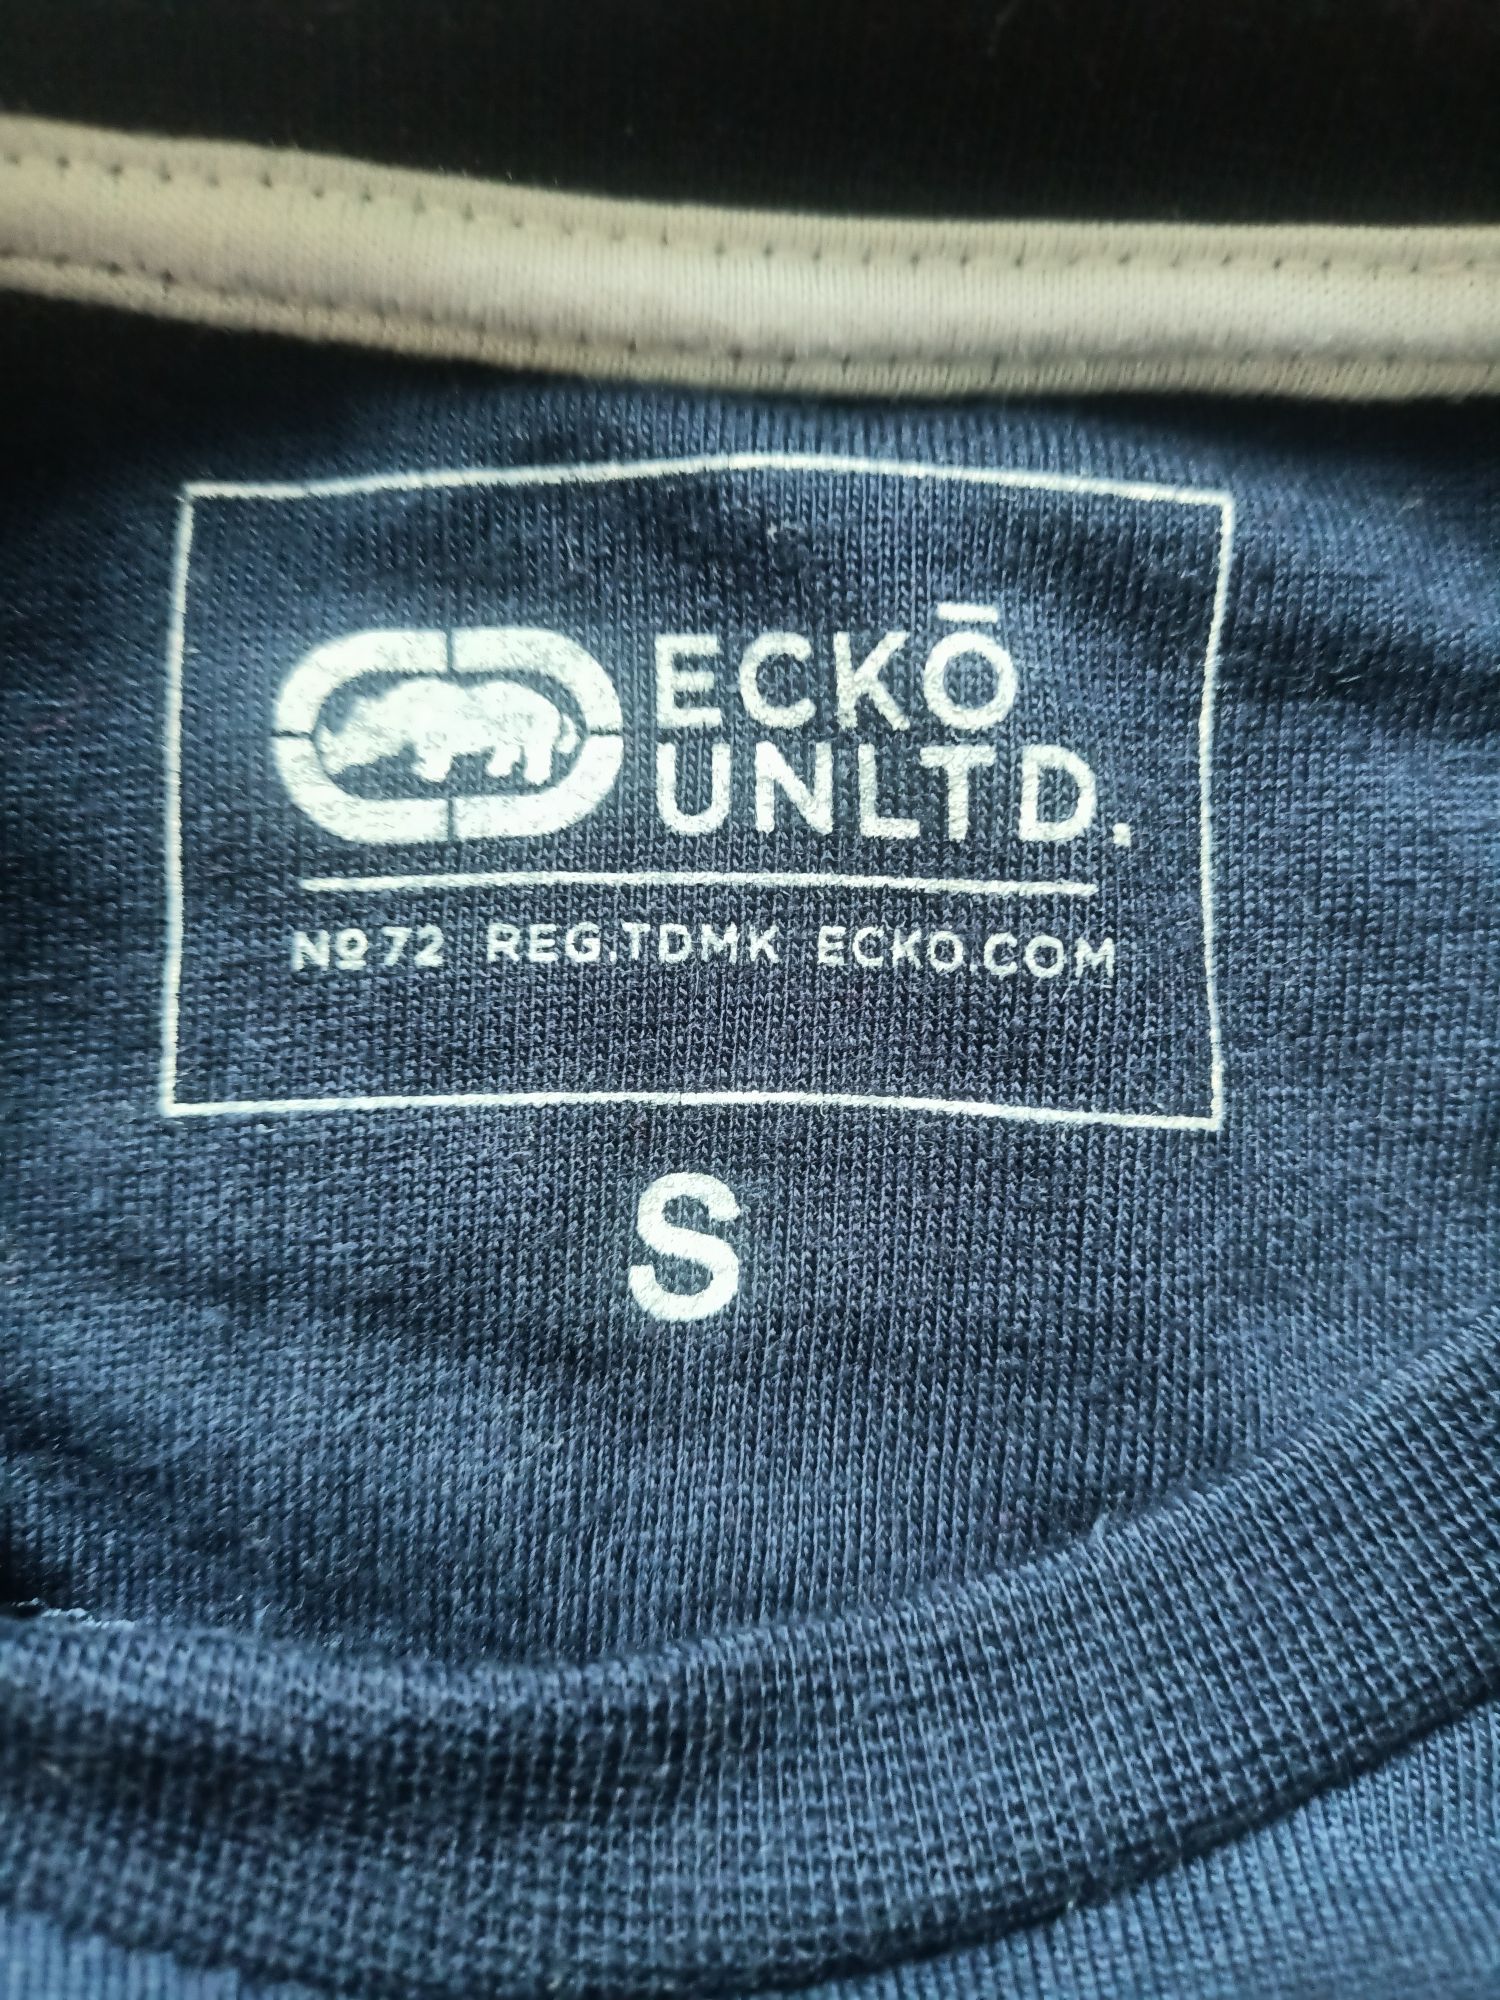 ECKŌ
UNLTD.
Nº72 REG.TDMK ECKO.COM
S